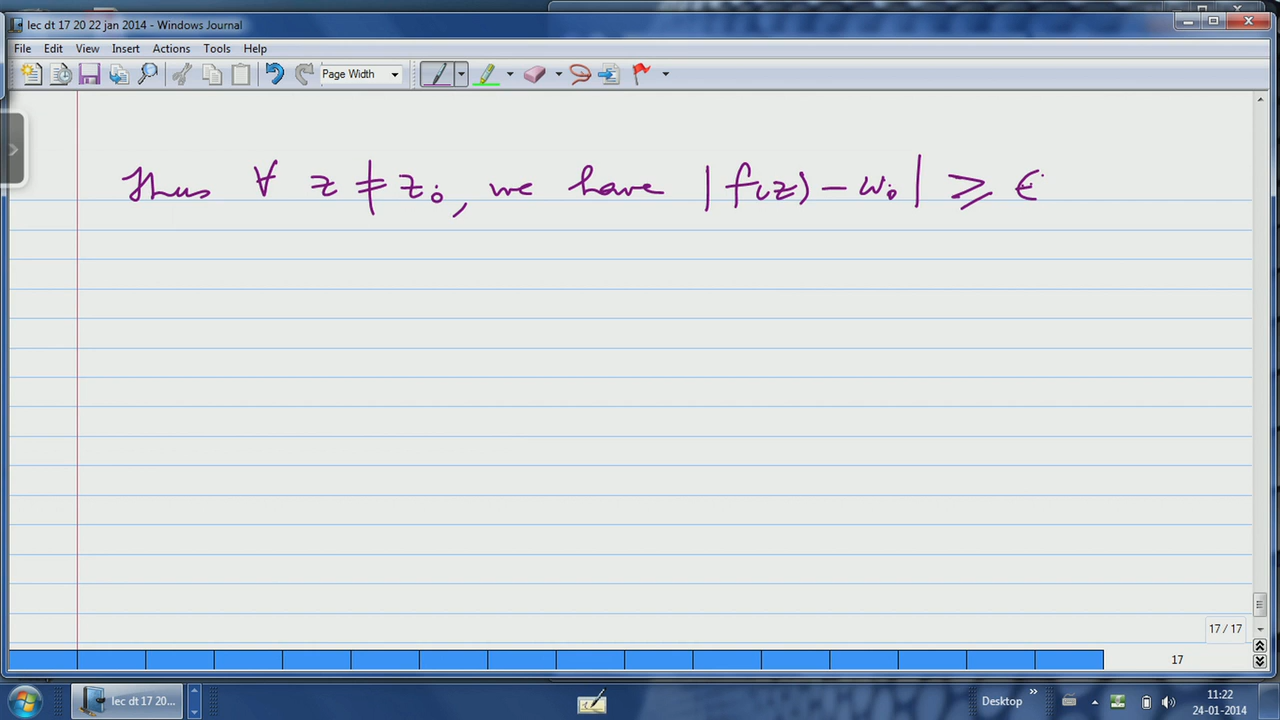 lec dt 17 20 22 jan 2014 - Windows Journal
File Edit View Insert Actions Tools Help
Page Width
Thus ∀ z ≠ z₀, we have |f(z) − w₀| ≥ ϵ
17 / 17
17
lec dt 17 20...
Desktop »
11:22
24-01-2014